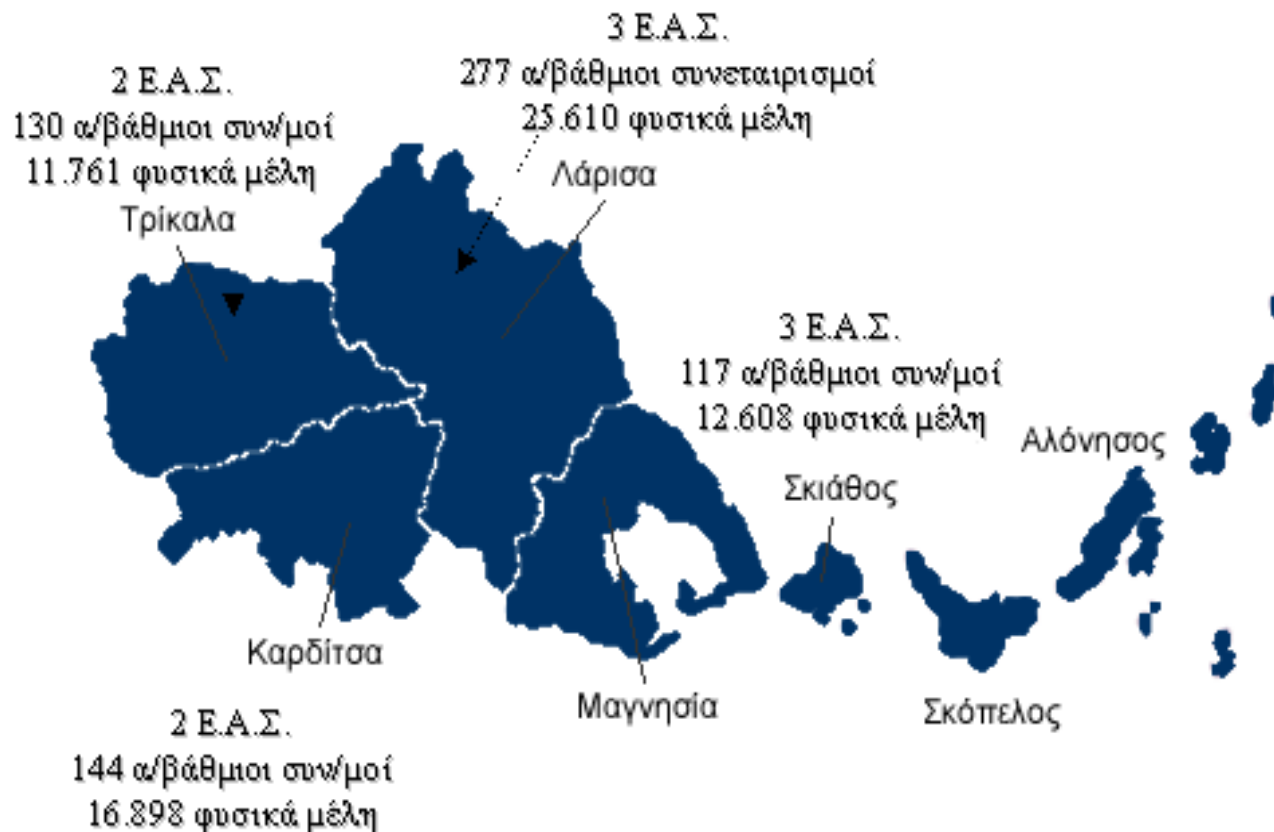 3 Ε.Α.Σ.
277 α/βάθμιοι συνεταιρισμοί
25.610 φυσικά μέλη
Λάρισα
2 Ε.Α.Σ.
130 α/βάθμιοι συν/μοί
11.761 φυσικά μέλη
Τρίκαλα
3 Ε.Α.Σ.
117 α/βάθμιοι συν/μοί
12.608 φυσικά μέλη
Αλόνησος
Σκιάθος
Καρδίτσα
Μαγνησία
Σκόπελος
2 Ε.Α.Σ.
144 α/βάθμιοι συν/μοί
16.898 φυσικά μέλη